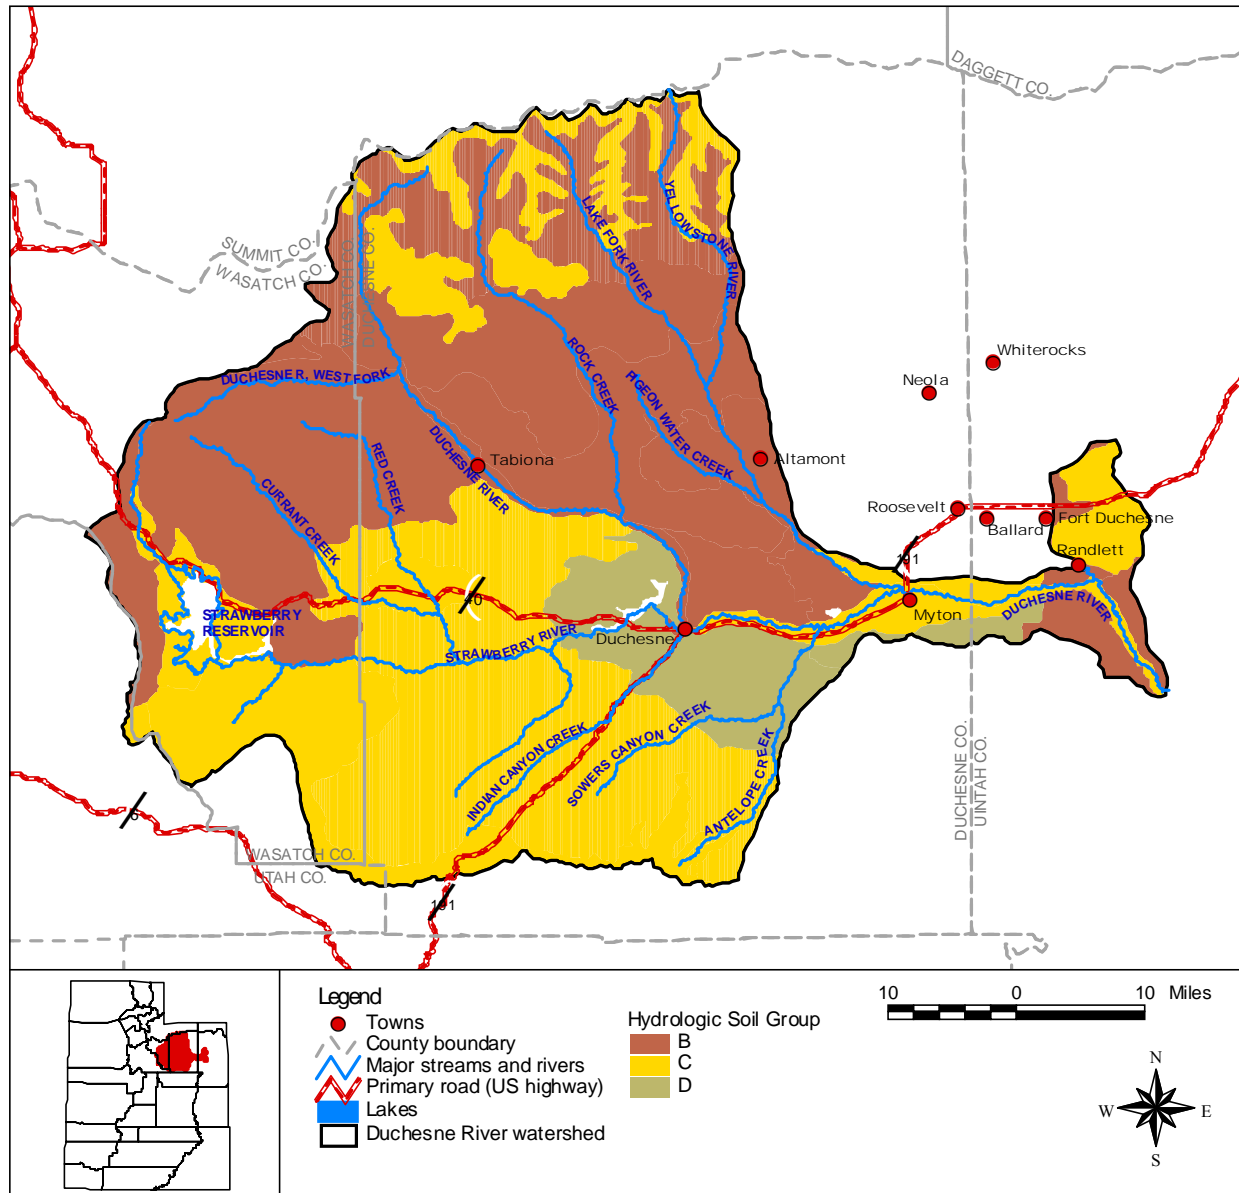 DAGGETT CO.
SUMMIT CO.
WASATCH CO.
WASATCH CO.
DUCHESNE CO.
YELLOWSTONE RIVER
LAKE FORK RIVER
ROCK CREEK
PIGEON WATER CREEK
DUCHESNE R, WEST FORK
DUCHESNE RIVER
RED CREEK
CURRANT CREEK
Whiterocks
Neola
Tabiona
Altamont
Roosevelt
Ballard
Fort Duchesne
Randlett
191
40
STRAWBERRY
RESERVOIR
STRAWBERRY RIVER
Duchesne
Myton
DUCHESNE RIVER
INDIAN CANYON CREEK
SOWERS CANYON CREEK
ANTELOPE CREEK
DUCHESNE CO.
UINTAH CO.
6
WASATCH CO.
UTAH CO.
191
Legend
Towns
County boundary
Major streams and rivers
Primary road (US highway)
Lakes
Duchesne River watershed
Hydrologic Soil Group
B
C
D
10 0 10 Miles
N
W E
S